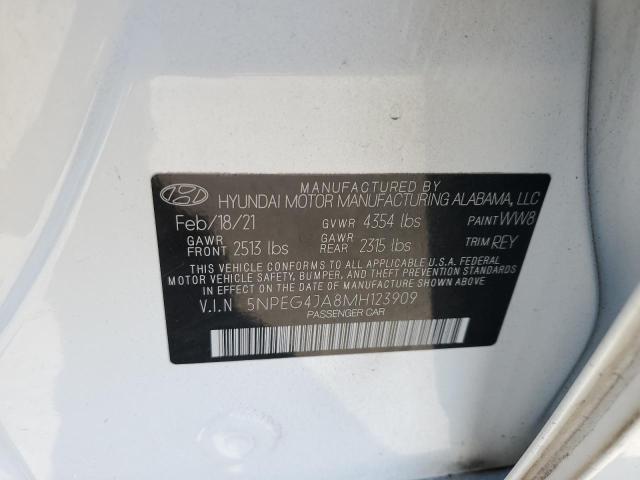 MANUFACTURED BY
HYUNDAI MOTOR MANUFACTURING ALABAMA, LLC
Feb/18/21 GVWR 4354 lbs PAINT WW8
GAWR FRONT 2513 lbs GAWR REAR 2315 lbs TRIM REY
THIS VEHICLE CONFORMS TO ALL APPLICABLE U.S.A. FEDERAL
MOTOR VEHICLE SAFETY, BUMPER, AND THEFT PREVENTION STANDARDS
IN EFFECT ON THE DATE OF MANUFACTURE SHOWN ABOVE
V.I.N 5NPEG4JA8MH123909
PASSENGER CAR